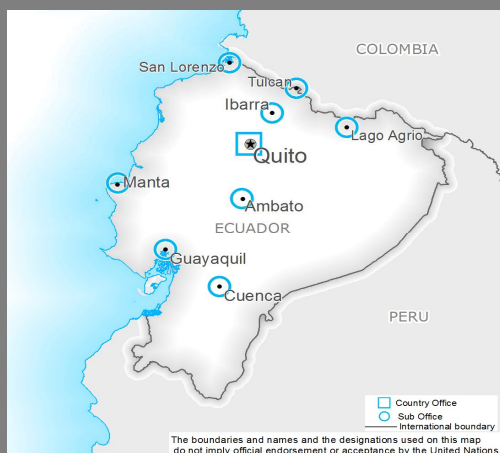 COLOMBIA
San Lorenzo
Tulcan
Ibarra
Lago Agrio
Quito
Manta
Ambato
ECUADOR
Guayaquil
Cuenca
PERU
Country Office
Sub Office
International boundary
The boundaries and names and the designations used on this map
do not imply official endorsement or acceptance by the United Nations